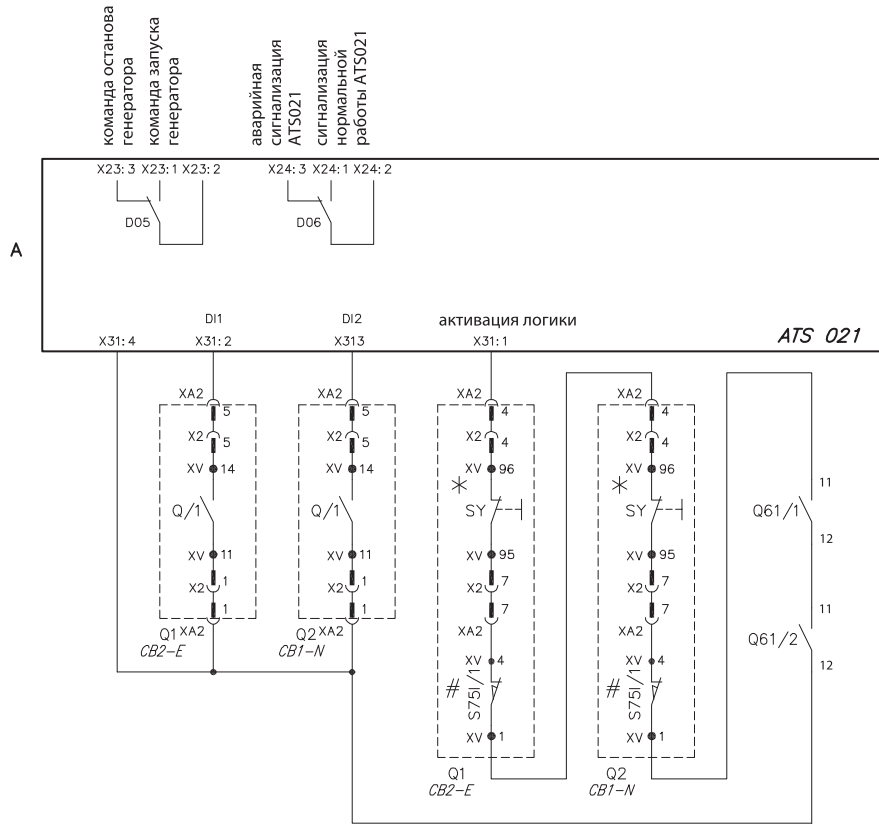 команда останова
генератора
команда запуска
генератора
аварийная
сигнализация
ATS021
сигнализация
нормальной
работы ATS021
X23: 3 X23: 1 X23: 2
X24: 3 X24: 1 X24: 2
D05
D06
A
DI1
DI2
активация логики
X31: 4
X31: 2
X313
X31: 1
ATS 021
XA2
5
X2
5
XV
14
Q/1
XV
11
X2
1
1
Q1 XA2
CB2-E
XA2
5
X2
5
XV
14
Q/1
XV
11
X2
1
1
Q2 XA2
CB1-N
XA2
4
X2
4
XV
96
*
SY
XV
95
X2
7
7
XA2
XV
4
#
S75I/1
XV
1
Q1
CB2-E
XA2
4
X2
4
XV
96
*
SY
XV
95
X2
7
7
XA2
XV
4
#
S75I/1
XV
1
Q2
CB1-N
11
Q61/1
12
11
Q61/2
12